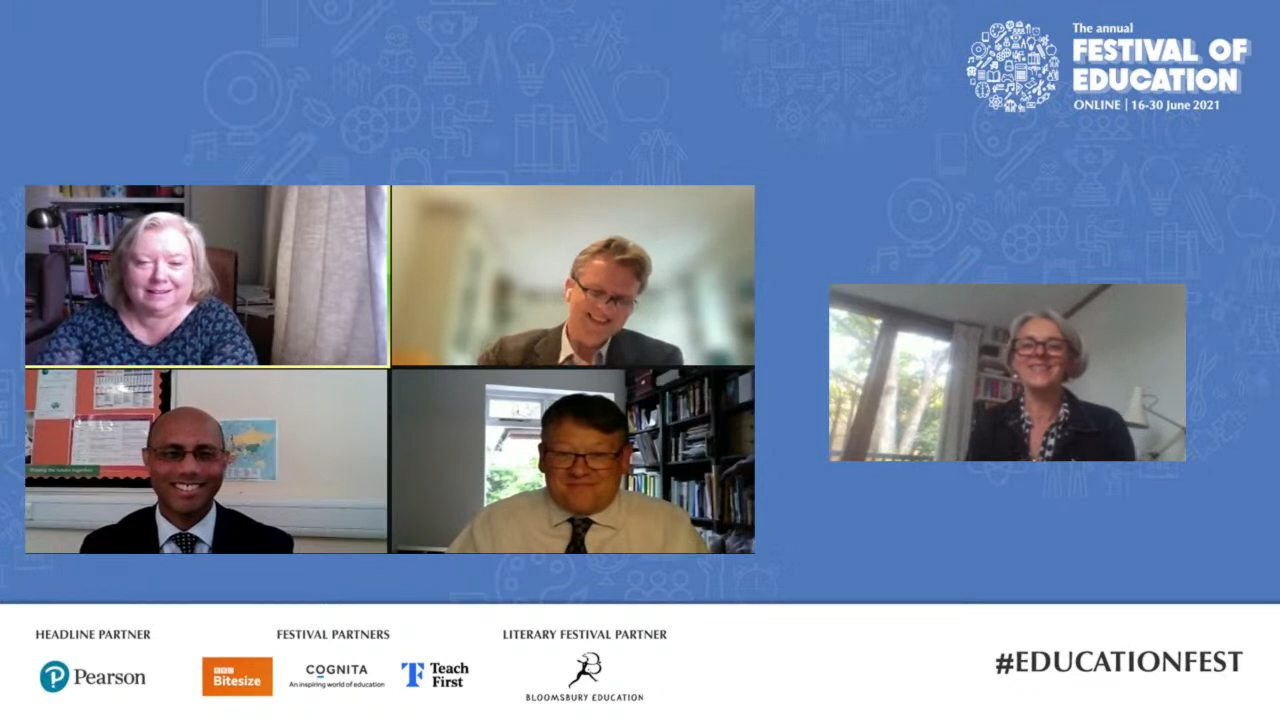 The annual
FESTIVAL OF
EDUCATION
ONLINE | 16-30 June 2021
HEADLINE PARTNER
FESTIVAL PARTNERS
LITERARY FESTIVAL PARTNER
Pearson
BBC
Bitesize
COGNITA
An inspiring world of education
Teach
First
BLOOMSBURY EDUCATION
#EDUCATIONFEST